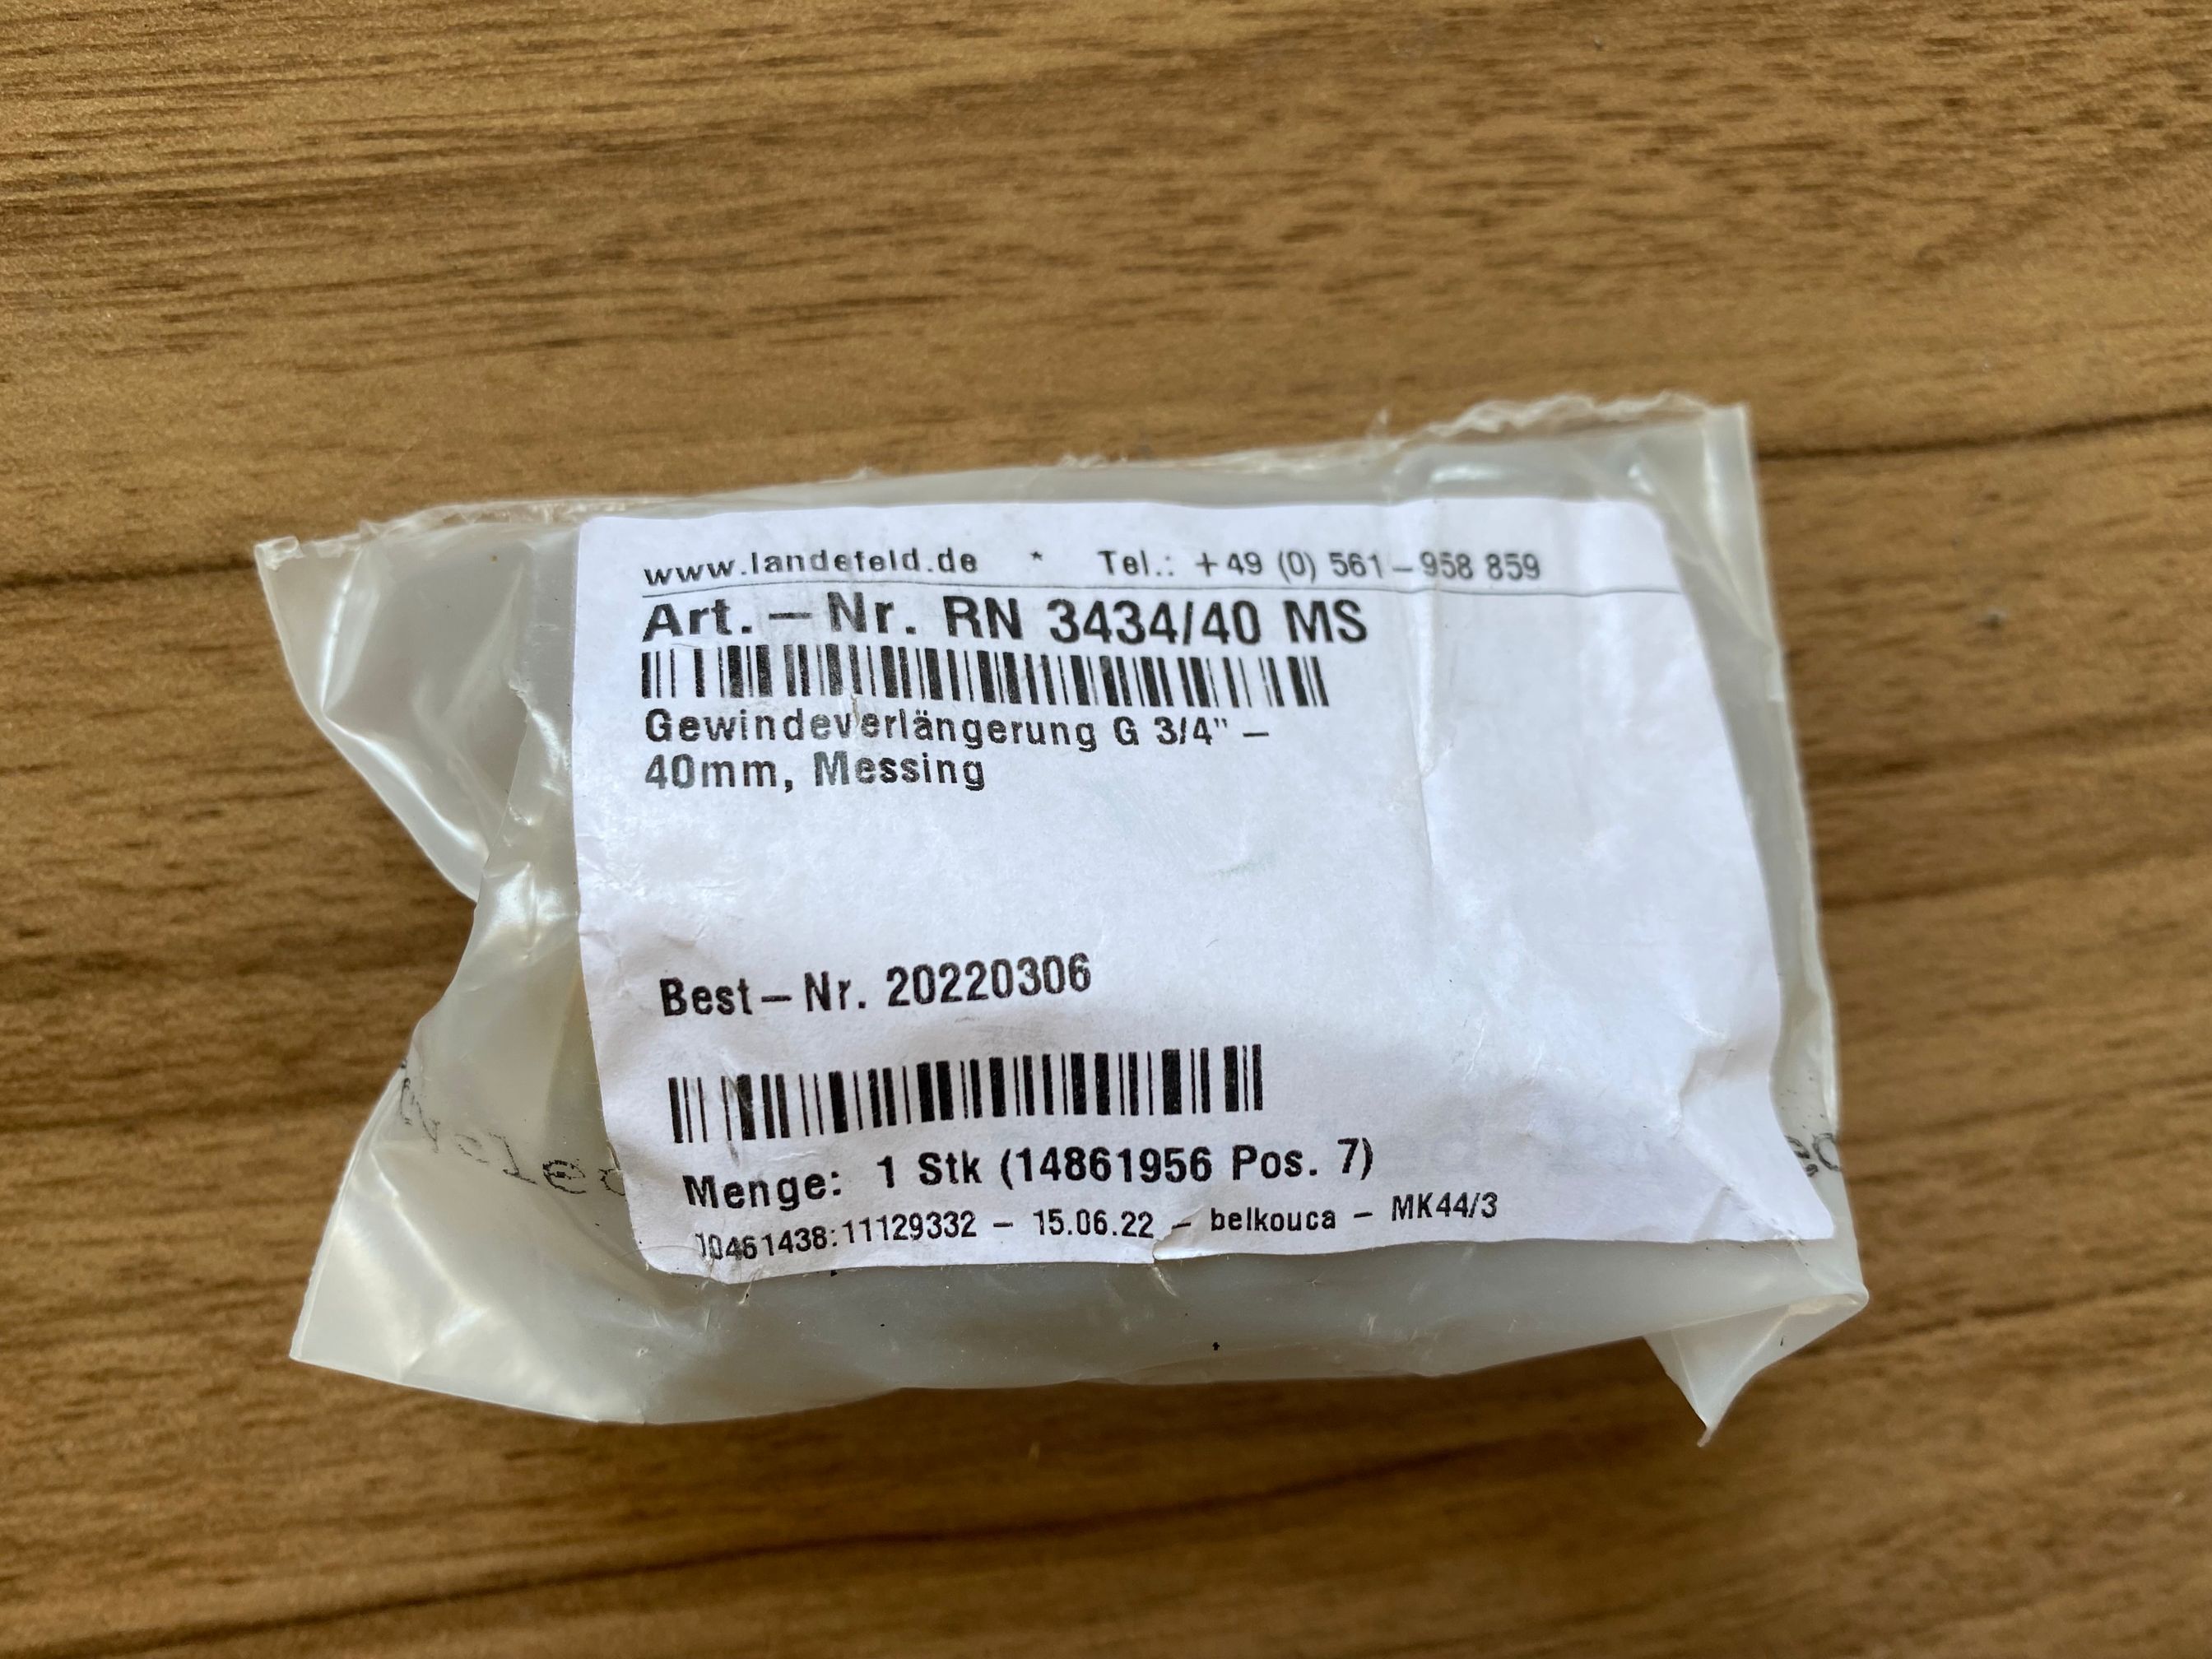 www.landefeld.de * Tel.: +49 (0) 561-958 859
Art.-Nr. RN 3434/40 MS
Gewindeverlängerung G 3/4" -
40mm, Messing
Best-Nr. 20220306
Menge: 1 Stk (14861956 Pos. 7)
10461438:11129332 - 15.06.22 - belkouca - MK44/3